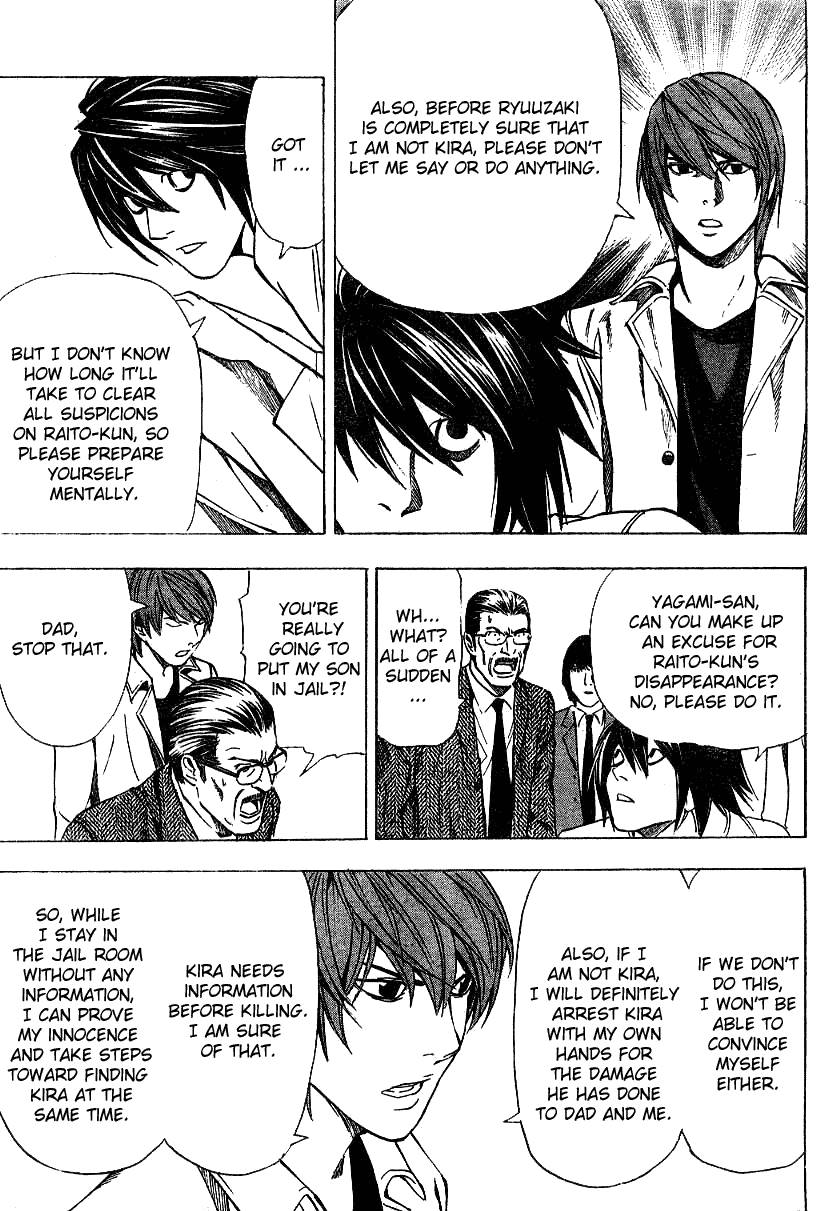 ALSO, BEFORE RYUUZAKI
IS COMPLETELY SURE THAT
I AM NOT KIRA, PLEASE DON'T
LET ME SAY OR DO ANYTHING.
GOT
IT ...
BUT I DON'T KNOW
HOW LONG IT'LL
TAKE TO CLEAR
ALL SUSPICIONS
ON RAITO-KUN, SO
PLEASE PREPARE
YOURSELF
MENTALLY.
YAGAMI-SAN,
CAN YOU MAKE UP
AN EXCUSE FOR
RAITO-KUN'S
DISAPPEARANCE?
NO, PLEASE DO IT.
WH...
WHAT?
ALL OF A
SUDDEN
...
YOU'RE
REALLY
GOING TO
PUT MY SON
IN JAIL?!
DAD,
STOP THAT.
IF WE DON'T
DO THIS,
I WON'T BE
ABLE TO
CONVINCE
MYSELF
EITHER.
ALSO, IF I
AM NOT KIRA,
I WILL DEFINITELY
ARREST KIRA
WITH MY OWN
HANDS FOR
THE DAMAGE
HE HAS DONE
TO DAD AND ME.
KIRA NEEDS
INFORMATION
BEFORE KILLING.
I AM SURE
OF THAT.
SO, WHILE
I STAY IN
THE JAIL ROOM
WITHOUT ANY
INFORMATION,
I CAN PROVE
MY INNOCENCE
AND TAKE STEPS
TOWARD FINDING
KIRA AT THE
SAME TIME.